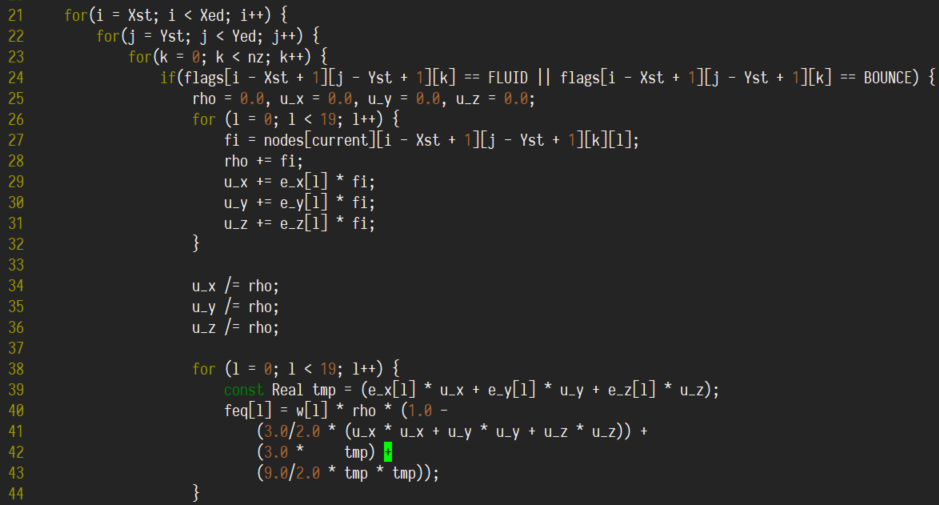 21 for(i = Xst; i < Xed; i++) {
22 for(j = Yst; j < Yed; j++) {
23 for(k = 0; k < nz; k++) {
24 if(flags[i - Xst + 1][j - Yst + 1][k] == FLUID || flags[i - Xst + 1][j - Yst + 1][k] == BOUNCE) {
25 rho = 0.0, u_x = 0.0, u_y = 0.0, u_z = 0.0;
26 for (l = 0; l < 19; l++) {
27 fi = nodes[current][i - Xst + 1][j - Yst + 1][k][l];
28 rho += fi;
29 u_x += e_x[l] * fi;
30 u_y += e_y[l] * fi;
31 u_z += e_z[l] * fi;
32 }
33
34 u_x /= rho;
35 u_y /= rho;
36 u_z /= rho;
37
38 for (l = 0; l < 19; l++) {
39 const Real tmp = (e_x[l] * u_x + e_y[l] * u_y + e_z[l] * u_z);
40 feq[l] = w[l] * rho * (1.0 -
41 (3.0/2.0 * (u_x * u_x + u_y * u_y + u_z * u_z)) +
42 (3.0 * tmp) +
43 (9.0/2.0 * tmp * tmp));
44 }